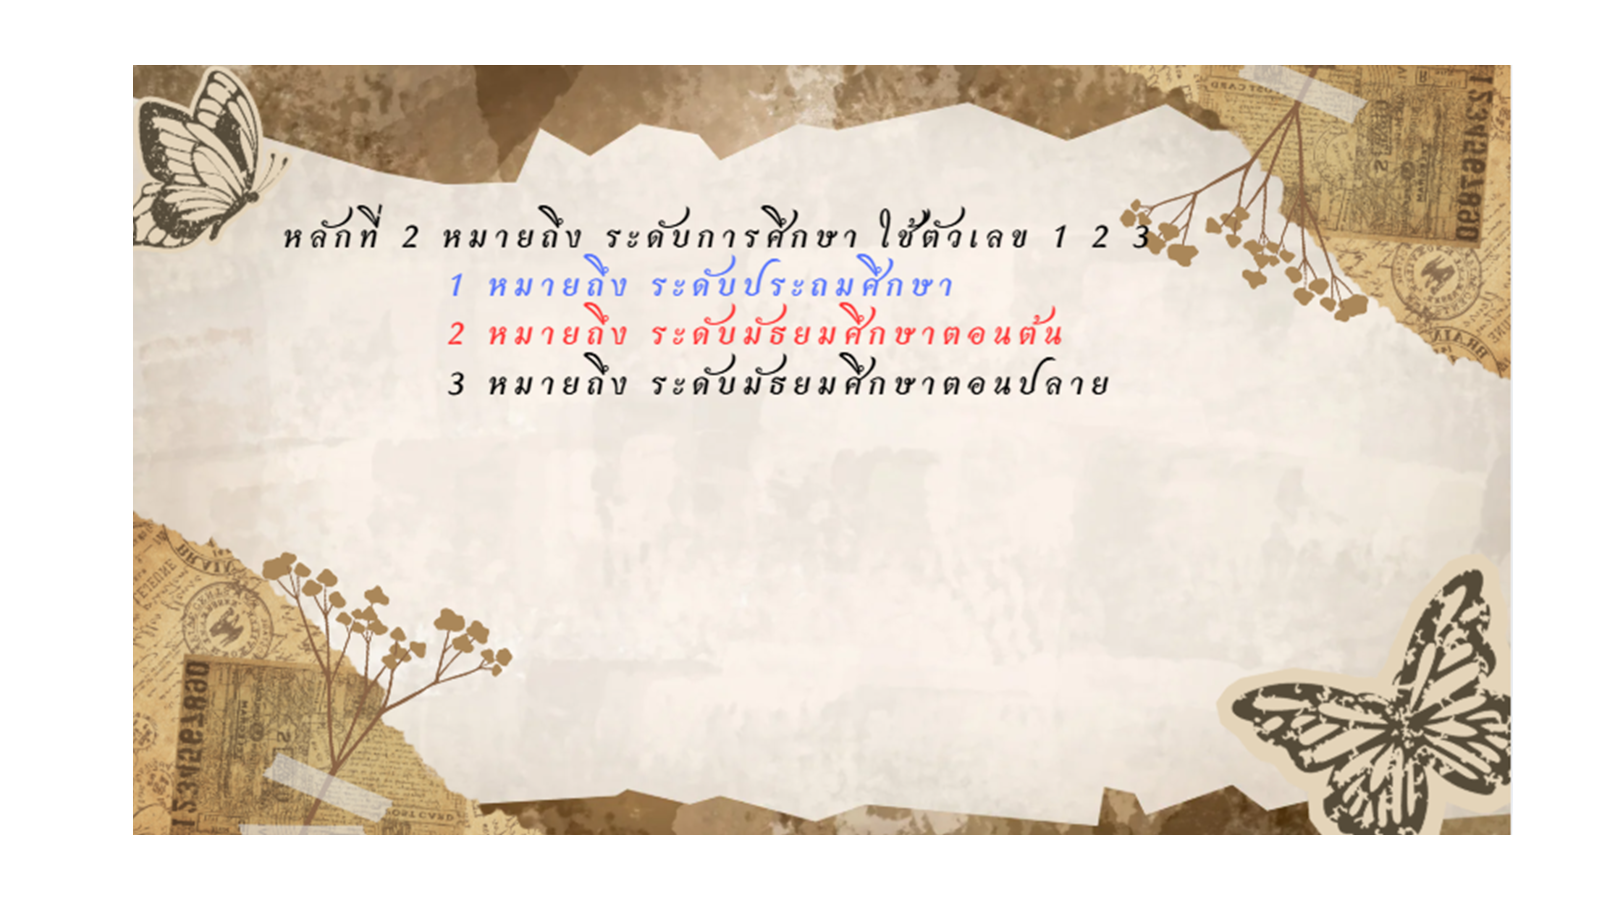 หลักที่ 2 หมายถึง ระดับการศึกษา ใช้ตัวเลข 1 2 3
1 หมายถึง ระดับประถมศึกษา
2 หมายถึง ระดับมัธยมศึกษาตอนต้น
3 หมายถึง ระดับมัธยมศึกษาตอนปลาย